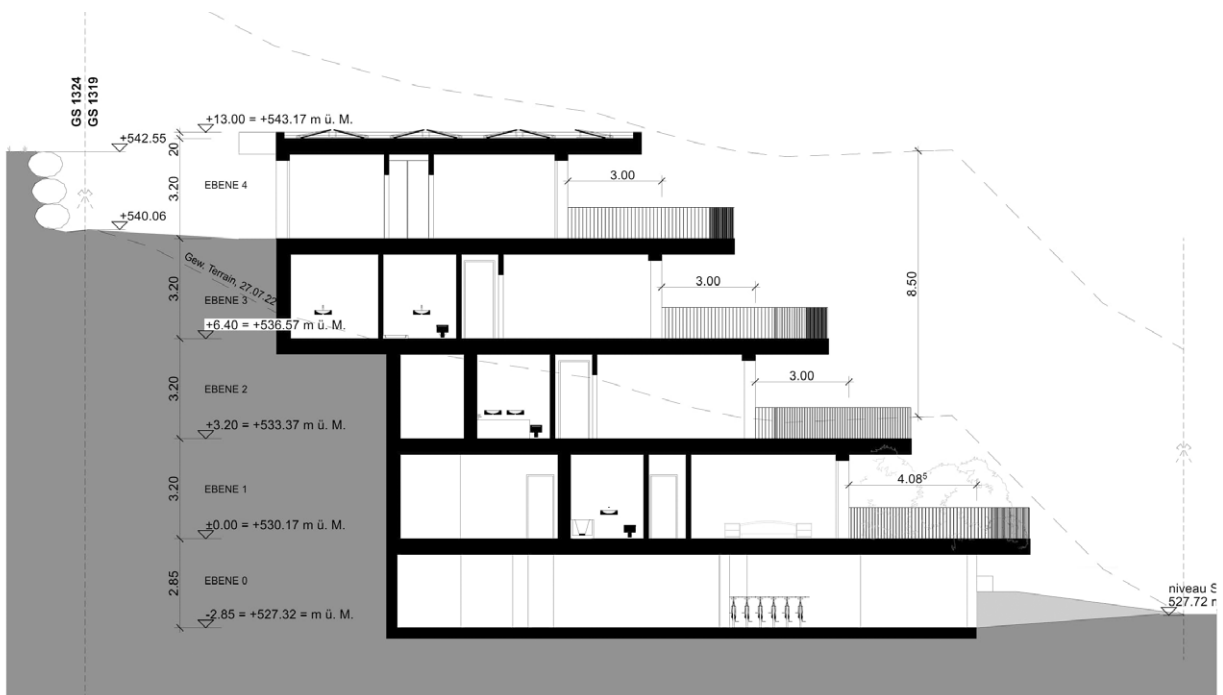 GS 1324
GS 1319
+13.00 = +543.17 m ü. M.
+542.55
20
3.20
EBENE 4
3.00
+540.06
Gew. Terrain, 27.07.22
3.20
EBENE 3
3.00
8.50
+6.40 = +536.57 m ü. M.
3.20
EBENE 2
3.00
+3.20 = +533.37 m ü. M.
3.20
EBENE 1
4.08⁵
±0.00 = +530.17 m ü. M.
2.85
EBENE 0
niveau S
527.72 m
-2.85 = +527.32 = m ü. M.